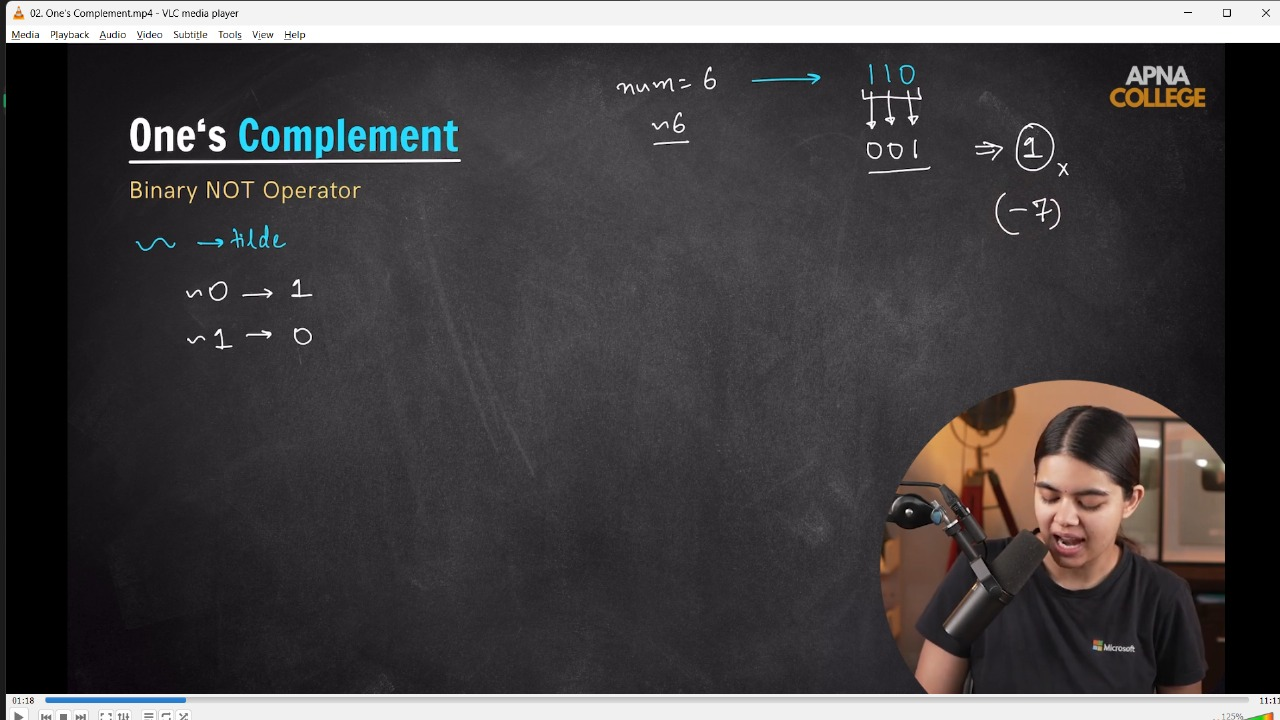 02. One's Complement.mp4 - VLC media player
Media Playback Audio Video Subtitle Tools View Help
num = 6 → 110
~6
001 ⇒ 1 x
(-7)
APNA
COLLEGE
One's Complement
Binary NOT Operator
~ → tilde
~0 → 1
~1 → 0
Microsoft
01:18
11:11
125%